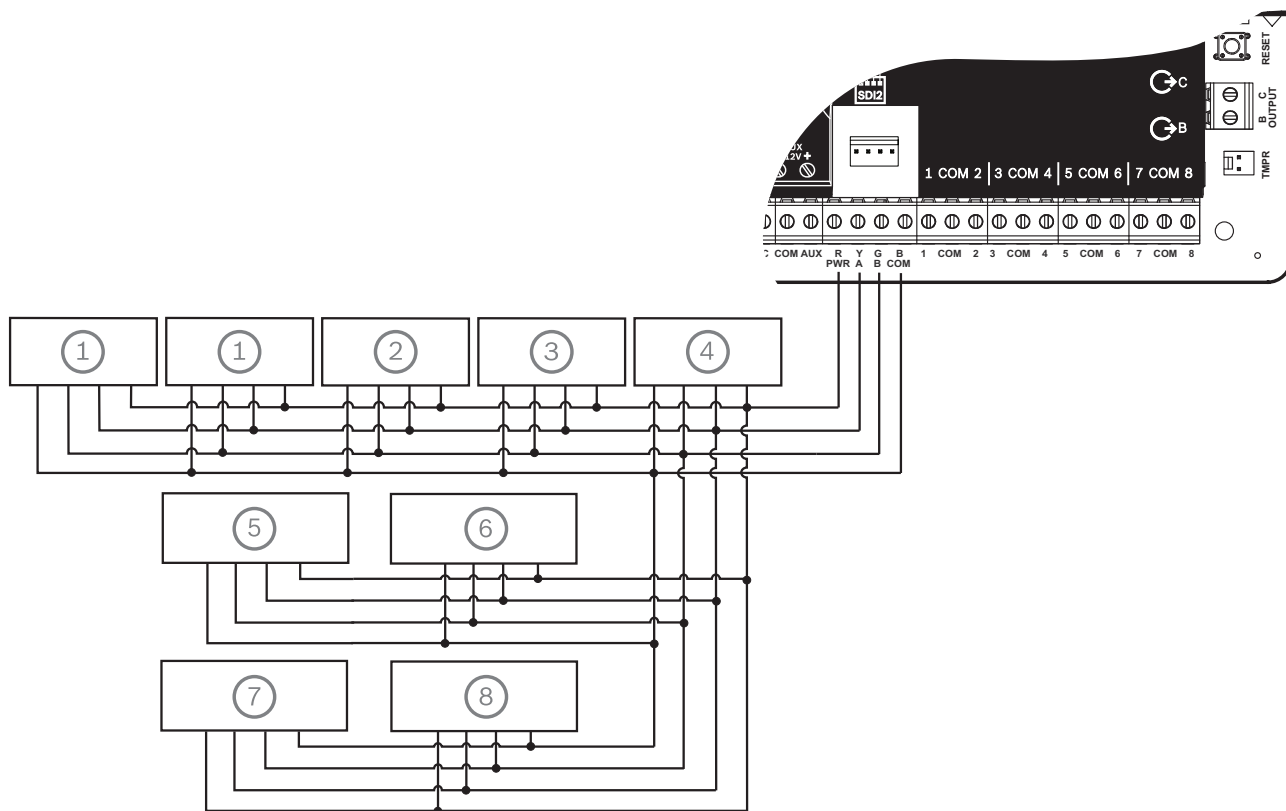 RESET
C
SDI2
C
OUTPUT
B
B
12V +
TMPR
1 COM 2 3 COM 4 5 COM 6 7 COM 8
COM AUX R Y G B 1 COM 2 3 COM 4 5 COM 6 7 COM 8
PWR A B COM
1 1 2 3 4
5 6
7 8